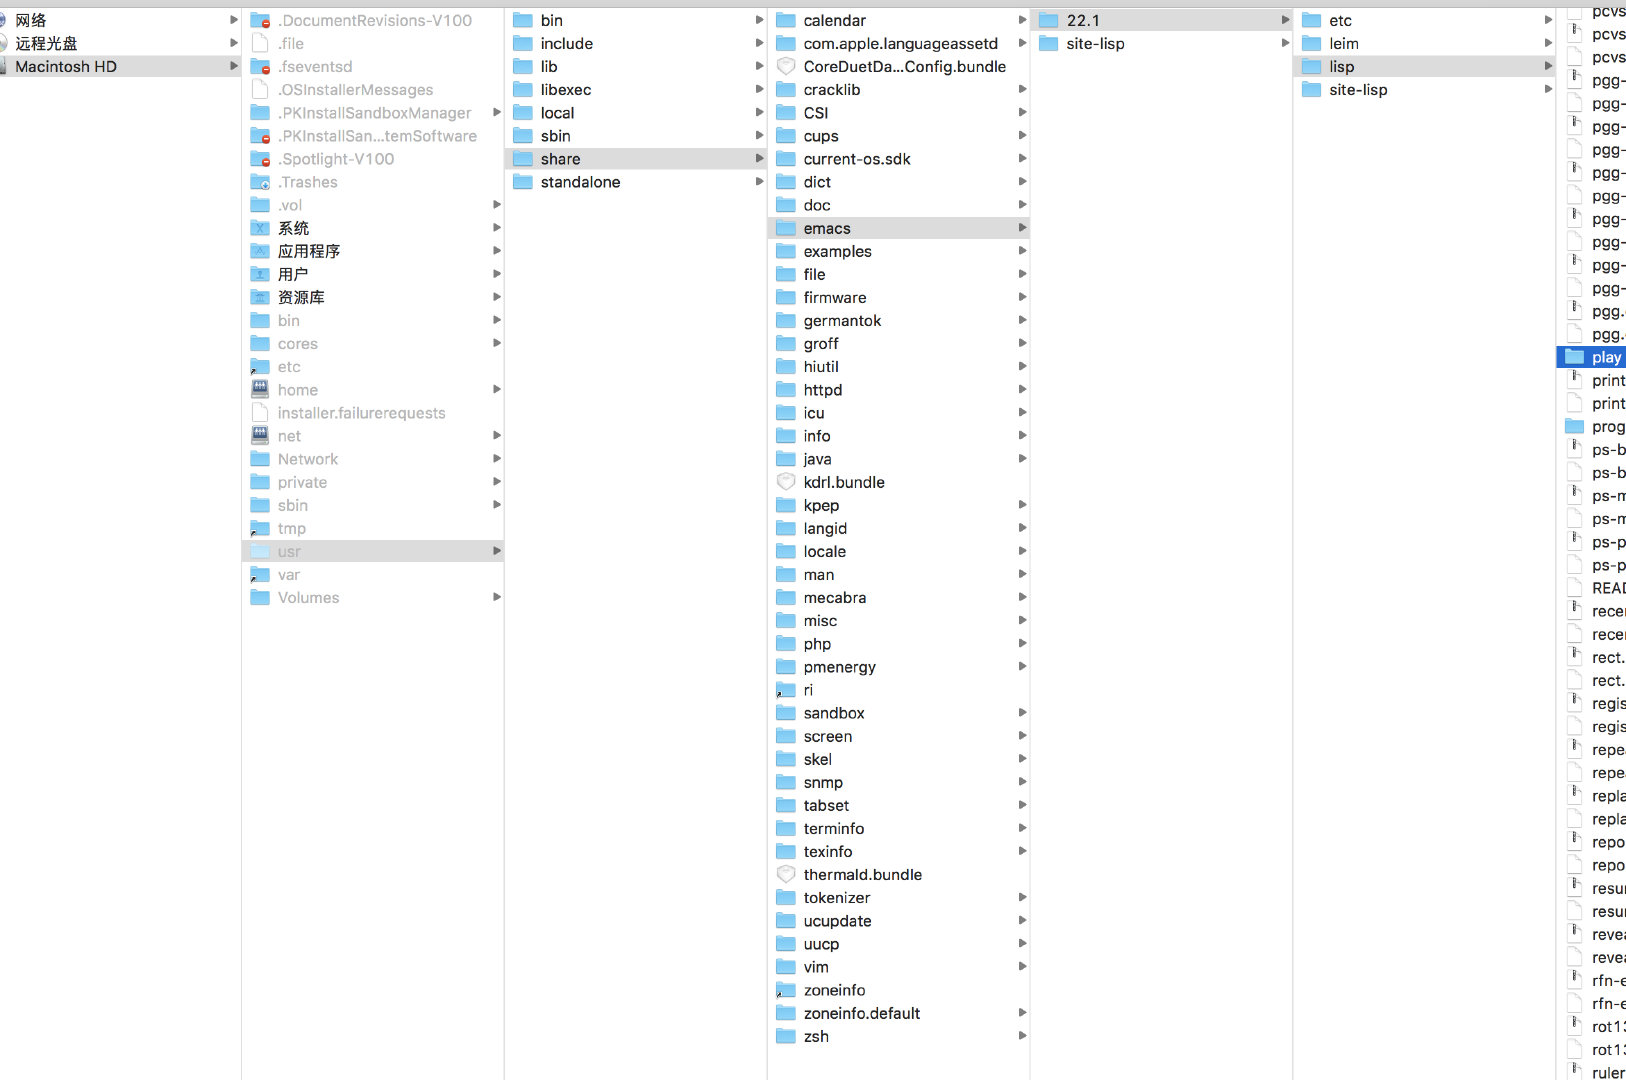 网络
远程光盘
Macintosh HD
.DocumentRevisions-V100
.file
.fseventsd
.OSInstallerMessages
.PKInstallSandboxManager
.PKInstallSan...temSoftware
.Spotlight-V100
.Trashes
.vol
系统
应用程序
用户
资源库
bin
cores
etc
home
installer.failurerequests
net
Network
private
sbin
tmp
usr
var
Volumes
bin
include
lib
libexec
local
sbin
share
standalone
calendar
com.apple.languageassetd
CoreDuetDa...Config.bundle
cracklib
CSI
cups
current-os.sdk
dict
doc
emacs
examples
file
firmware
germantok
groff
hiutil
httpd
icu
info
java
kdrl.bundle
kpep
langid
locale
man
mecabra
misc
php
pmenergy
ri
sandbox
screen
skel
snmp
tabset
terminfo
texinfo
thermald.bundle
tokenizer
ucupdate
uucp
vim
zoneinfo
zoneinfo.default
zsh
22.1
site-lisp
etc
leim
lisp
site-lisp
pcvs
pcvs
pcvs
pgg-
pgg-
pgg-
pgg-
pgg-
pgg-
pgg-
pgg-
pgg-
pgg-
pgg.
pgg.
play
print
print
prog
ps-b
ps-b
ps-m
ps-m
ps-p
ps-p
READ
recen
recen
rect.
rect.
regis
regis
repea
repea
repla
repla
repo
repo
resu
resu
revea
revea
rfn-e
rfn-e
rot13
rot13
ruler